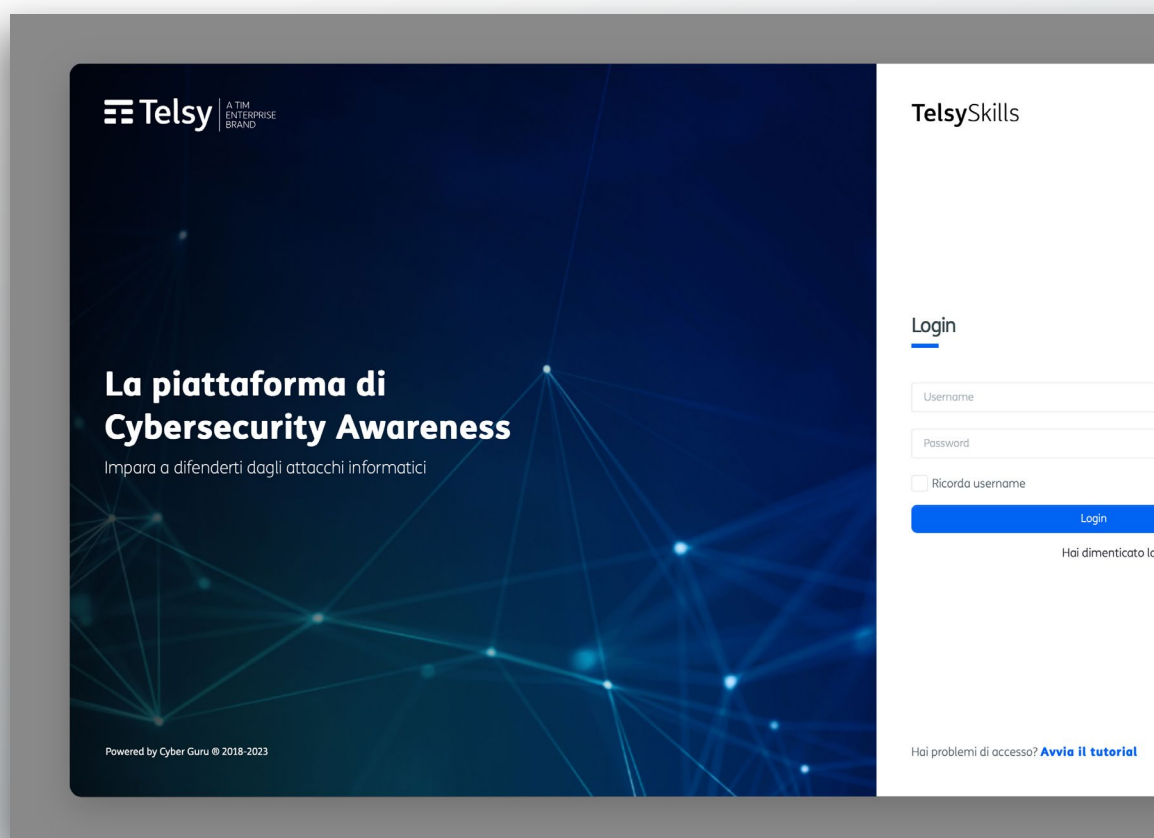 Telsy
A TIM
ENTERPRISE
BRAND
La piattaforma di
Cybersecurity Awareness
Impara a difenderti dagli attacchi informatici
Powered by Cyber Guru ® 2018-2023
TelsySkills
Login
Username
Password
Ricorda username
Login
Hai dimenticato
Hai problemi di accesso? Avvia il tutorial